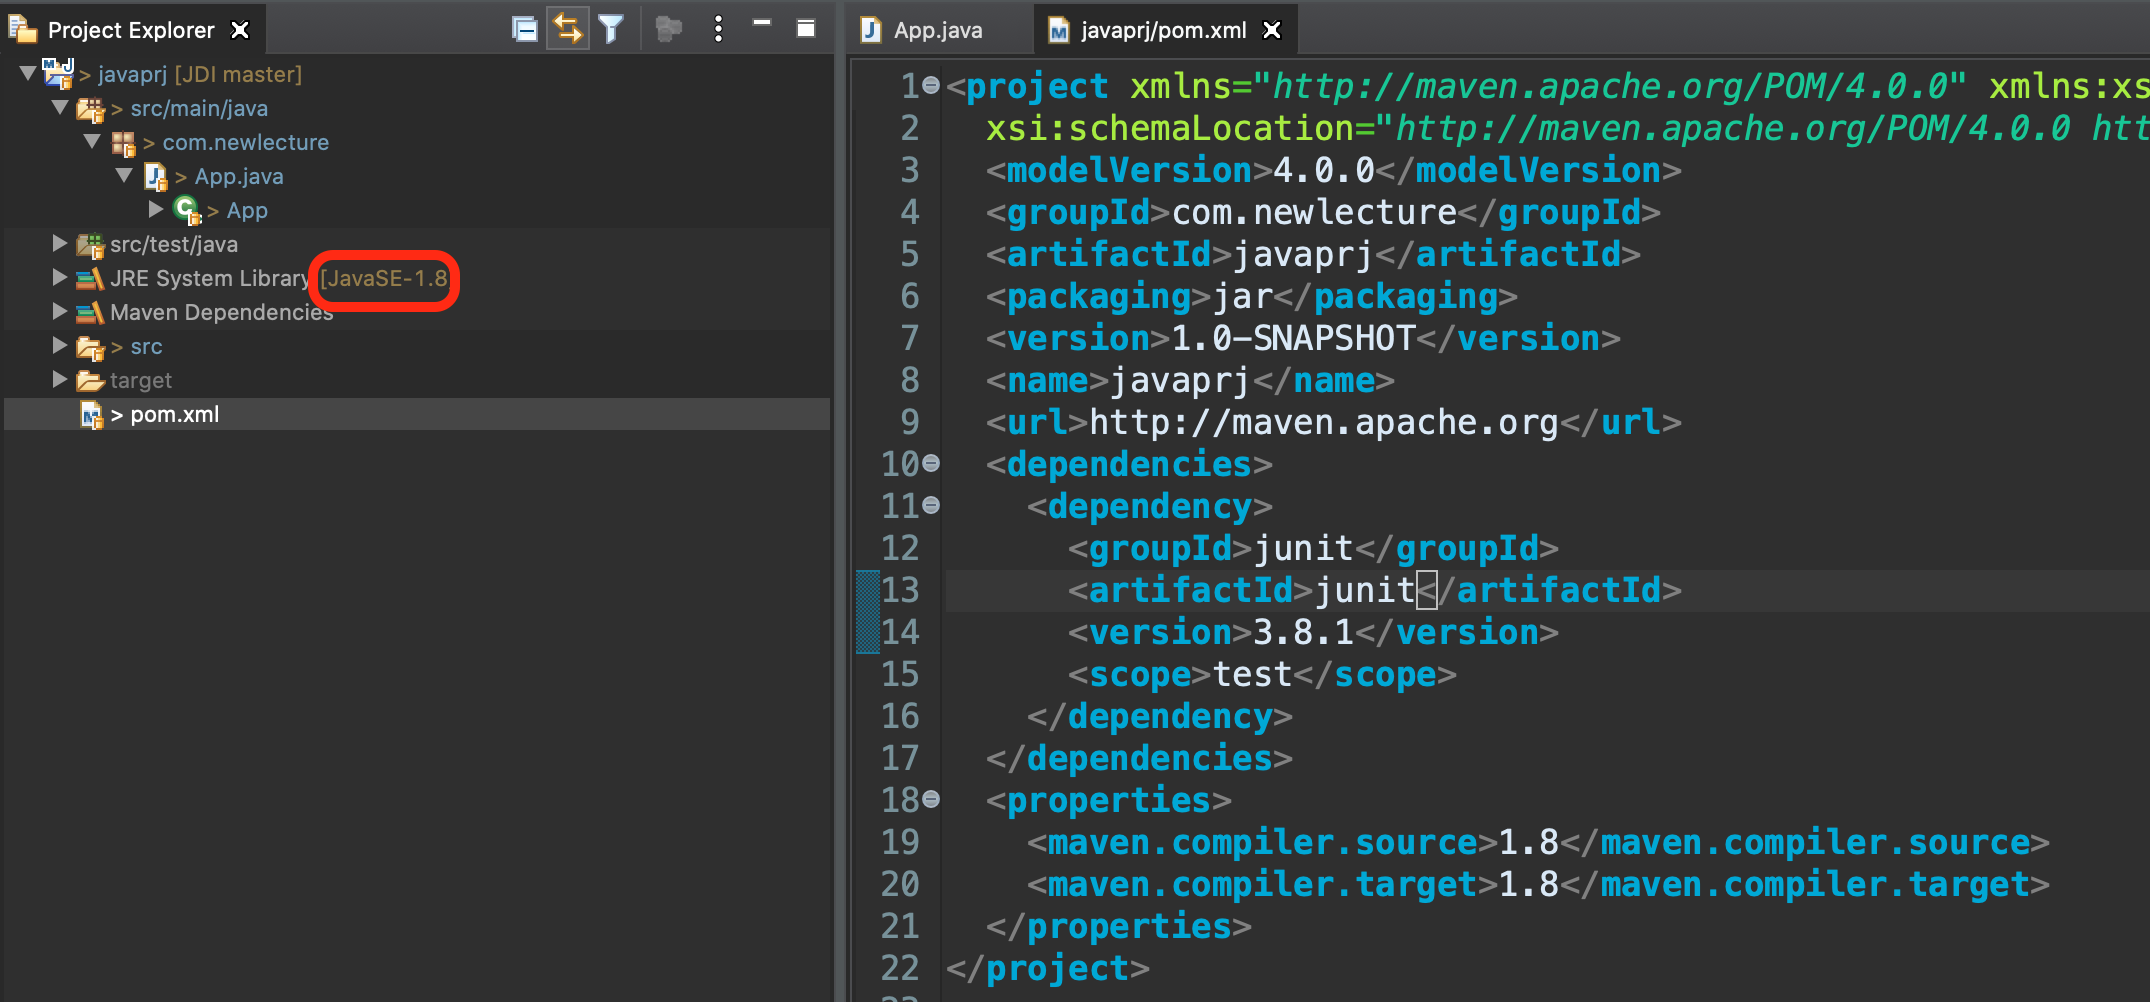 Project Explorer
> javaprj [JDI master]
> src/main/java
> com.newlecture
> App.java
> App
src/test/java
JRE System Library [JavaSE-1.8
Maven Dependencies
> src
target
> pom.xml
App.java
javaprj/pom.xml
1 <project xmlns="http://maven.apache.org/POM/4.0.0" xmlns:xs
2 xsi:schemaLocation="http://maven.apache.org/POM/4.0.0 htt
3 <modelVersion>4.0.0</modelVersion>
4 <groupId>com.newlecture</groupId>
5 <artifactId>javaprj</artifactId>
6 <packaging>jar</packaging>
7 <version>1.0-SNAPSHOT</version>
8 <name>javaprj</name>
9 <url>http://maven.apache.org</url>
10 <dependencies>
11 <dependency>
12 <groupId>junit</groupId>
13 <artifactId>junit</artifactId>
14 <version>3.8.1</version>
15 <scope>test</scope>
16 </dependency>
17 </dependencies>
18 <properties>
19 <maven.compiler.source>1.8</maven.compiler.source>
20 <maven.compiler.target>1.8</maven.compiler.target>
21 </properties>
22 </project>